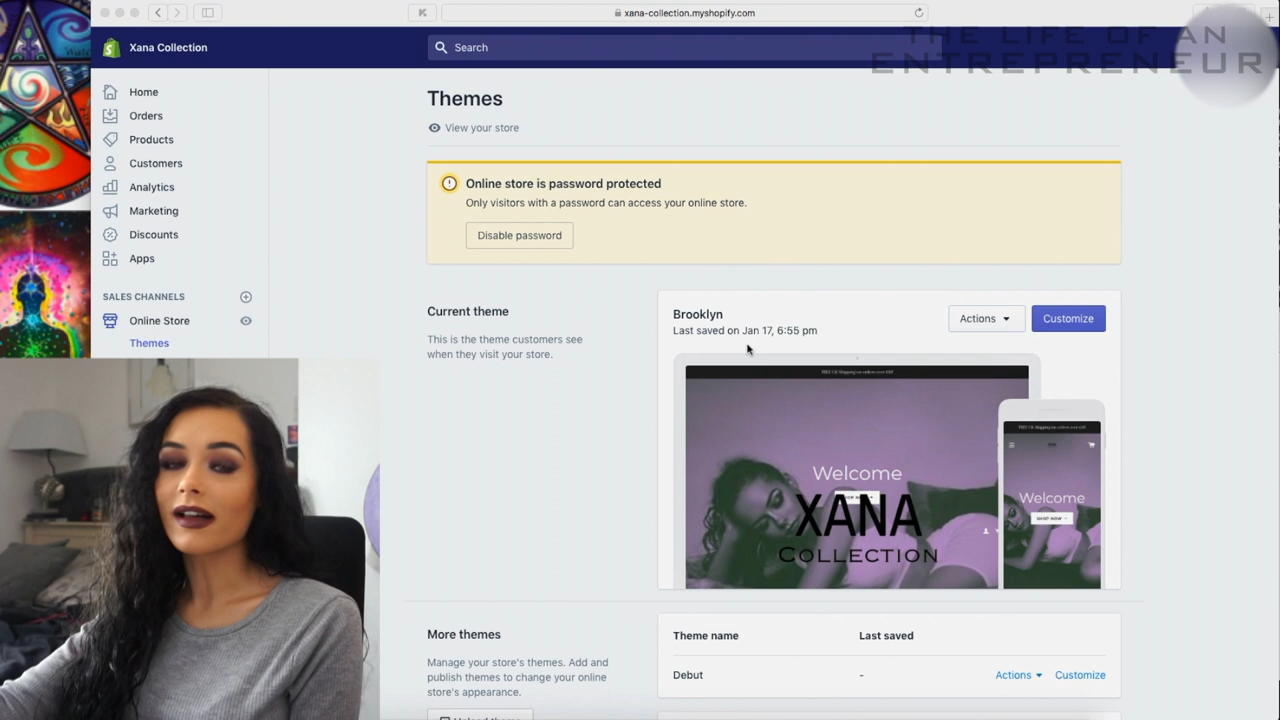 xana-collection.myshopify.com
Xana Collection
Search
THE LIFE OF AN
ENTREPRENEUR
Home
Orders
Products
Customers
Analytics
Marketing
Discounts
Apps
SALES CHANNELS
Online Store
Themes
Themes
View your store
Online store is password protected
Only visitors with a password can access your online store.
Disable password
Current theme
This is the theme customers see
when they visit your store.
Brooklyn
Last saved on Jan 17, 6:55 pm
Actions
Customize
Welcome
XANA
COLLECTION
Welcome
SHOP NOW
More themes
Manage your store's themes. Add and
publish themes to change your online
store's appearance.
Upload theme
Theme name
Last saved
Debut
-
Actions
Customize